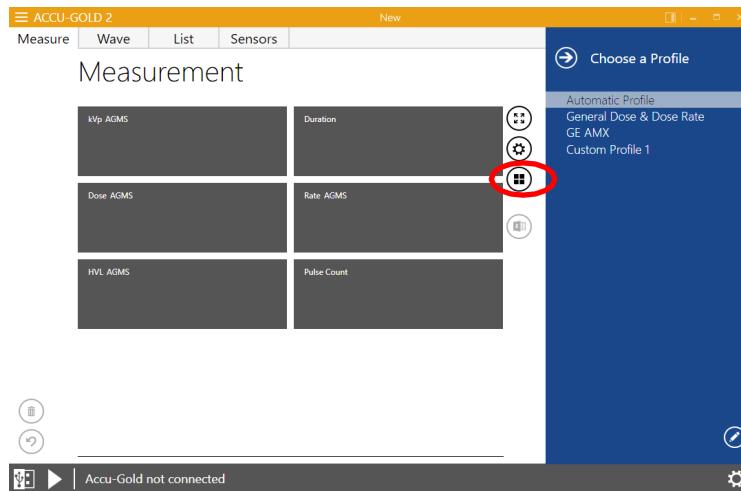 ACCU-GOLD 2
New
Measure Wave List Sensors
Measurement
Choose a Profile
Automatic Profile
General Dose & Dose Rate
GE AMX
Custom Profile 1
kVp AGMS
Duration
Dose AGMS
Rate AGMS
HVL AGMS
Pulse Count
Accu-Gold not connected